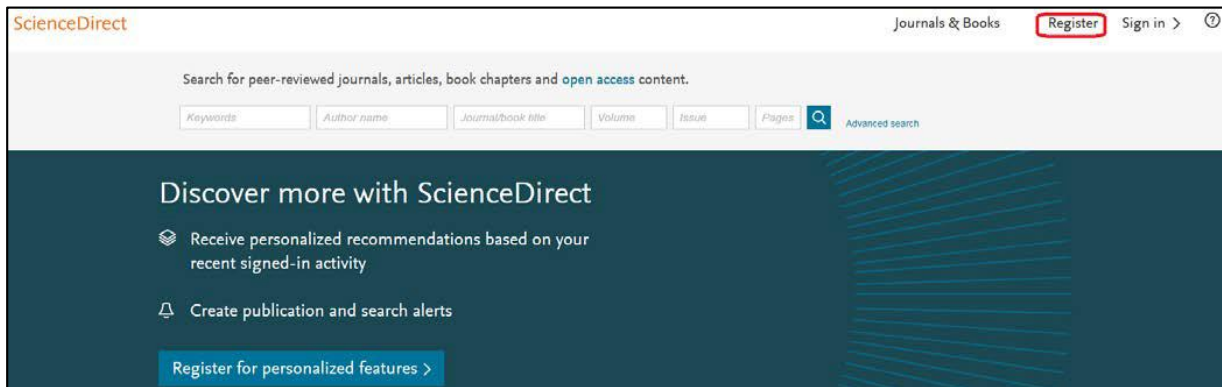 ScienceDirect
Journals & Books Register Sign in >
Search for peer-reviewed journals, articles, book chapters and open access content.
Keywords Author name Journal/book title Volume Issue Pages Advanced search
Discover more with ScienceDirect
Receive personalized recommendations based on your
recent signed-in activity
Create publication and search alerts
Register for personalized features >